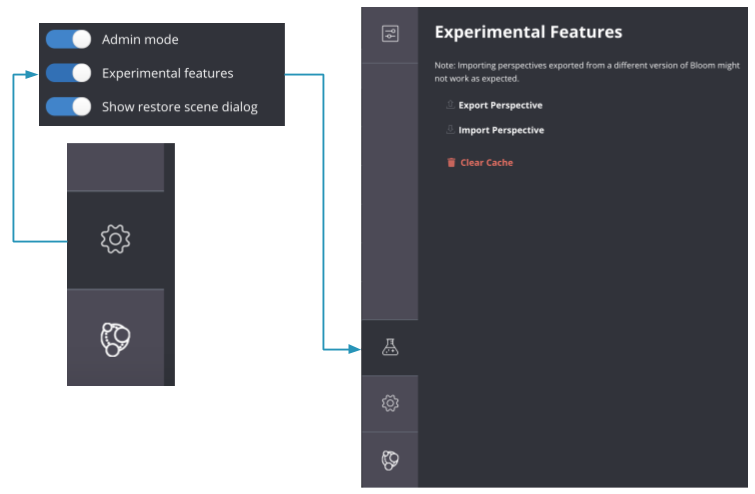 Admin mode
Experimental features
Show restore scene dialog
Experimental Features
Note: Importing perspectives exported from a different version of Bloom might
not work as expected.
Export Perspective
Import Perspective
Clear Cache